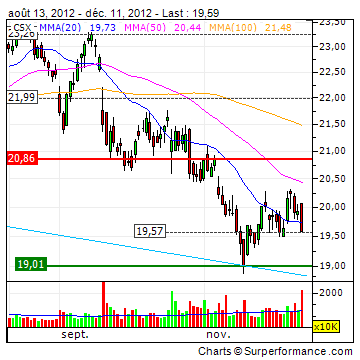 août 13, 2012 - déc. 11, 2012 - Last : 19,59
CSX - MMA(20) 19,73 MMA(50) 20,44 MMA(100) 21,48
23,26
21,99
20,86
19,57
19,01
23,50
23,00
22,50
22,00
21,50
21,00
20,50
20,00
19,50
19,00
2000
0
x10K
sept.
nov.
Charts © Surperformance.com